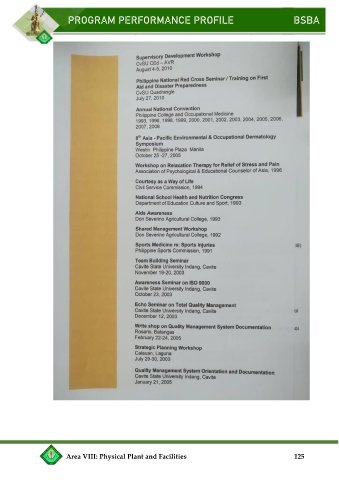 PROGRAM PERFORMANCE PROFILE BSBA
Supervisory Development Workshop
CvSU CEd – AVR
August 4-5, 2010
Philippine National Red Cross Seminar / Training on First
Aid and Disaster Preparedness
CvSU Quadrangle
July 27, 2010
Annual National Convention
Philippine College and Occupational Medicine
1993, 1998, 1998, 1999, 2000, 2001, 2002, 2003, 2004, 2005, 2006,
2007, 2008
8th Asia - Pacific Environmental & Occupational Dermatology
Symposium
Westin Philippine Plaza Manila
October 25 -27, 2005
Workshop on Relaxation Therapy for Relief of Stress and Pain
Association of Psychological & Educational Counselor of Asia, 1996
Courtesy as a Way of Life
Civil Service Commission, 1994
National School Health and Nutrition Congress
Department of Education Culture and Sport, 1993
Aids Awareness
Don Severino Agricultural College, 1993
Shared Management Workshop
Don Severino Agricultural College, 1992
Sports Medicine re: Sports Injuries
Philippine Sports Commission, 1991
Team Building Seminar
Cavite State University Indang, Cavite
November 19-20, 2003
Awareness Seminar on ISO 9000
Cavite State University Indang, Cavite
October 23, 2003
Echo Seminar on Total Quality Management
Cavite State University Indang, Cavite
December 12, 2003
Write shop on Quality Management System Documentation
Rosario, Batangas
February 22-24, 2005
Strategic Planning Workshop
Caliraan, Laguna
July 29-30, 2003
Quality Management System Orientation and Documentation
Cavite State University Indang, Cavite
January 21, 2005
Area VIII: Physical Plant and Facilities 125